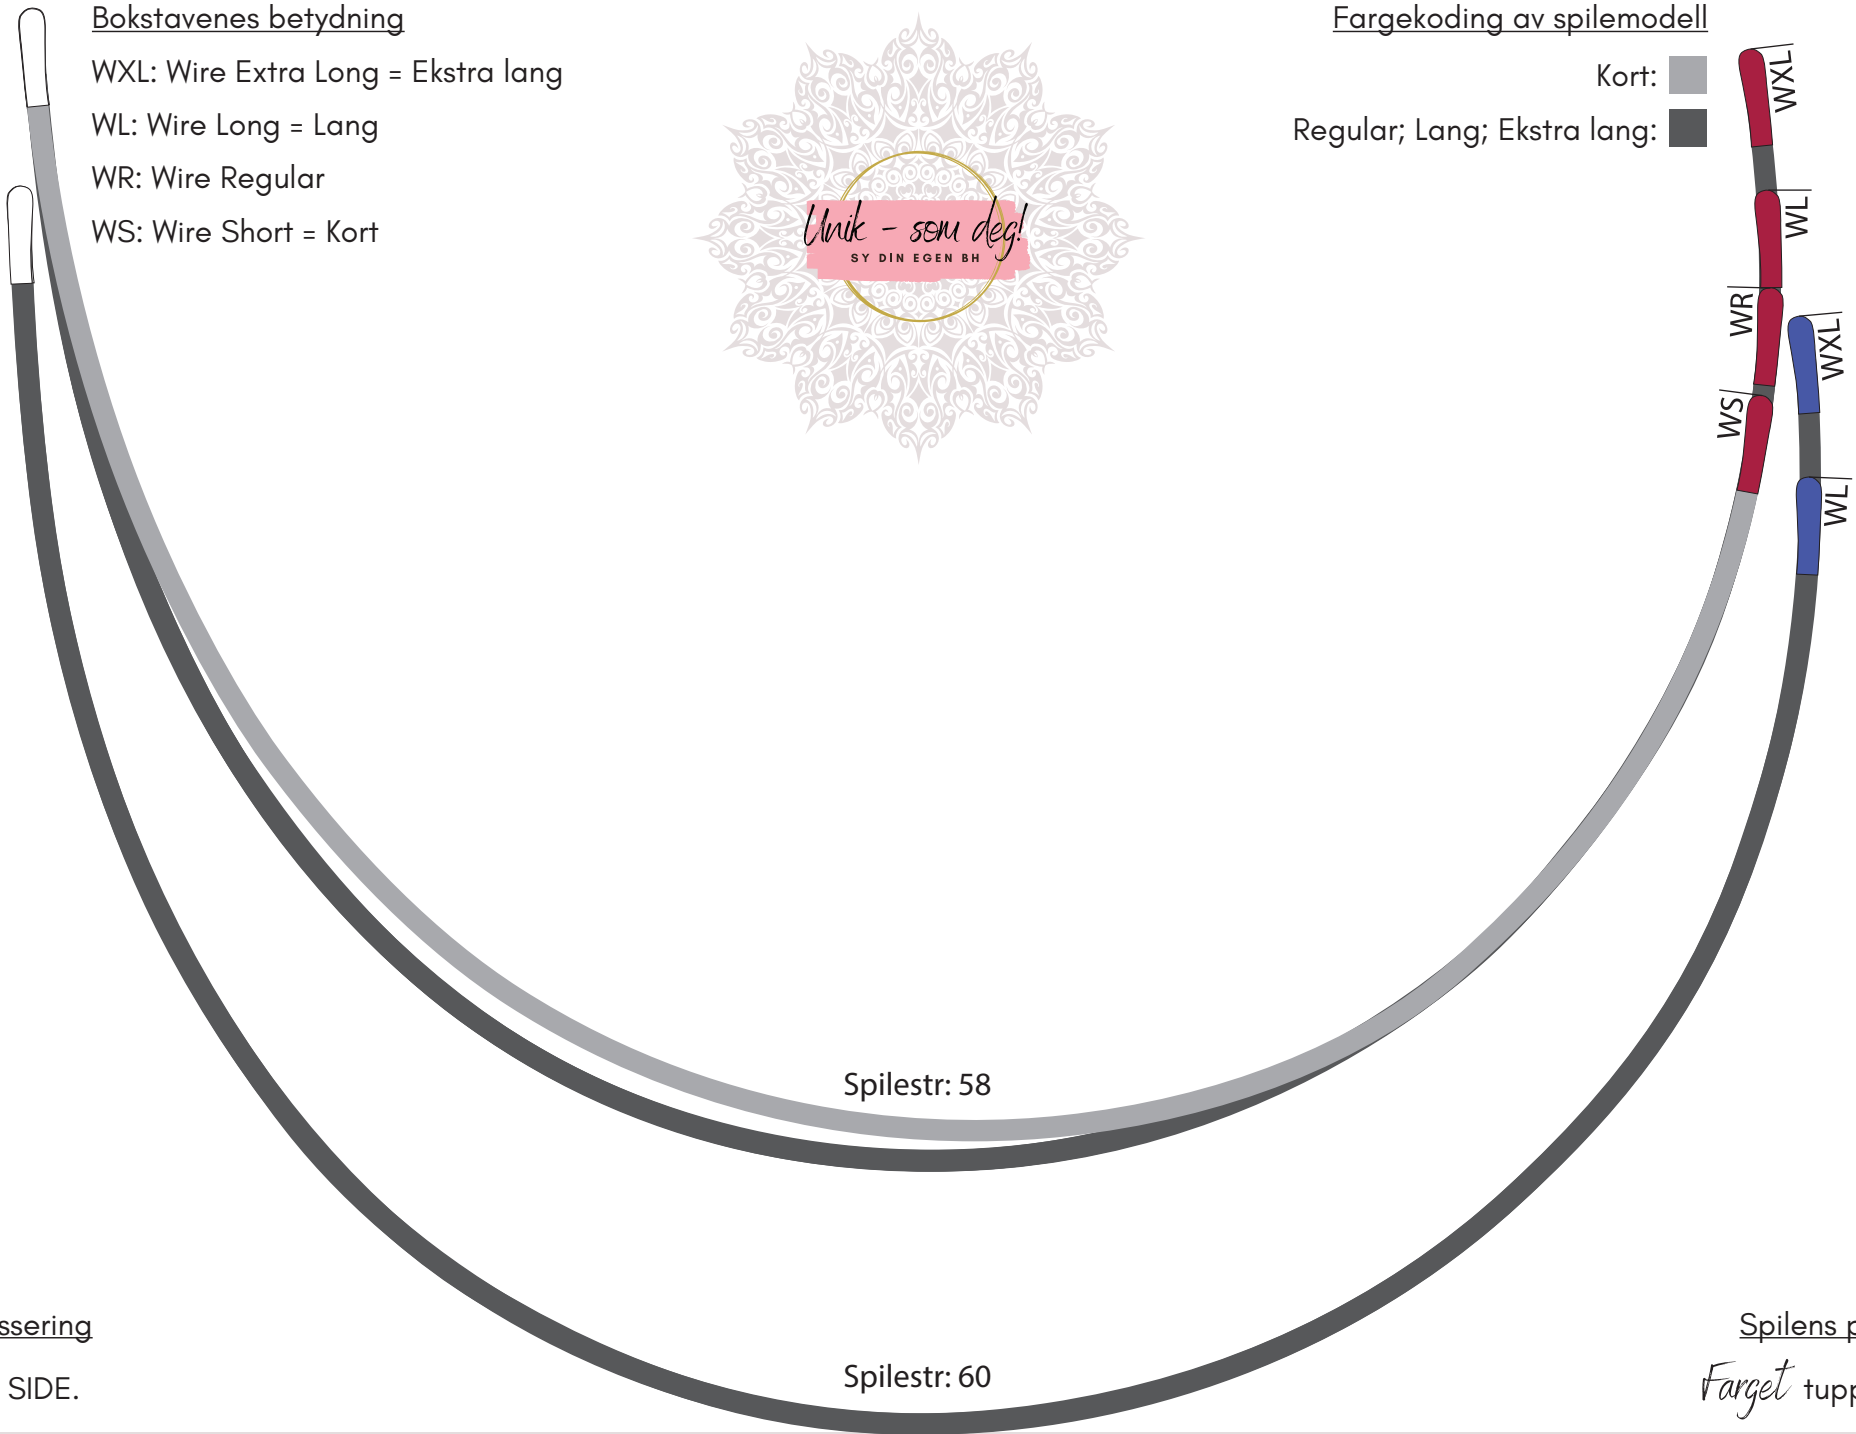 Bokstavenes betydning
WXL: Wire Extra Long = Ekstra lang
WL: Wire Long = Lang
WR: Wire Regular
WS: Wire Short = Kort
Unik - som deg!
SY DIN EGEN BH
Fargekoding av spilemodell
Kort:
Regular; Lang; Ekstra lang:
WXL
WL
WR
WS
WXL
WL
Spilestr: 58
Spilestr: 60
ssering
SIDE.
Spilens p
Farget tupp